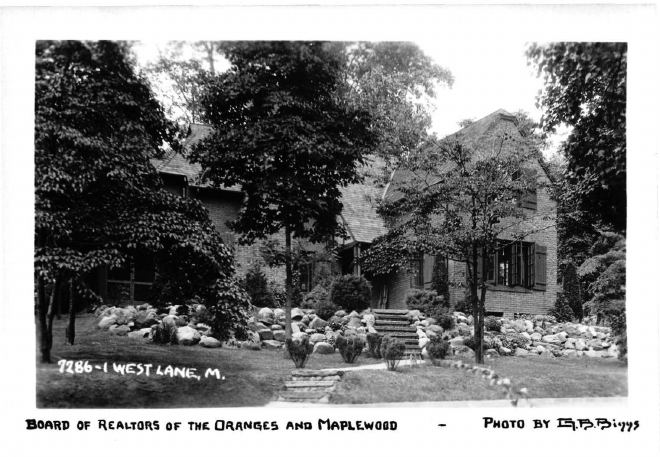 7286-1 WEST LANE, M.
BOARD OF REALTORS OF THE ORANGES AND MAPLEWOOD - PHOTO BY G.B.Biggs